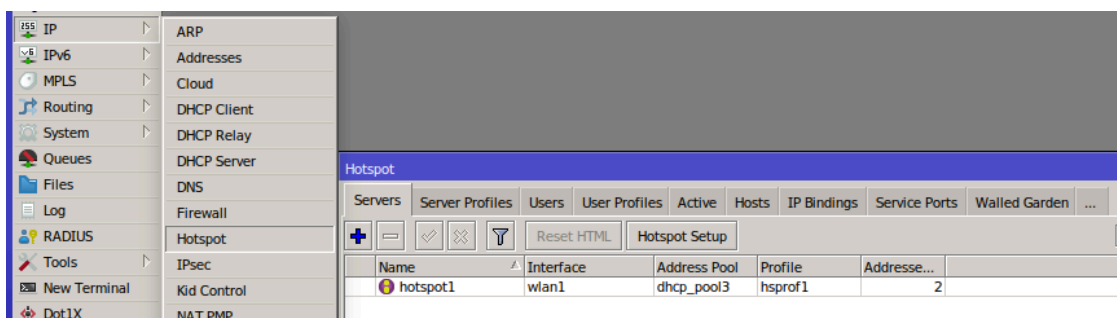 IP
IPv6
MPLS
Routing
System
Queues
Files
Log
RADIUS
Tools
New Terminal
Dot1X
ARP
Addresses
Cloud
DHCP Client
DHCP Relay
DHCP Server
DNS
Firewall
Hotspot
IPsec
Kid Control
NAT PMP
Hotspot
Servers Server Profiles Users User Profiles Active Hosts IP Bindings Service Ports Walled Garden ...
Reset HTML Hotspot Setup
Name Interface Address Pool Profile Addresse...
hotspot1 wlan1 dhcp_pool3 hsprof1 2